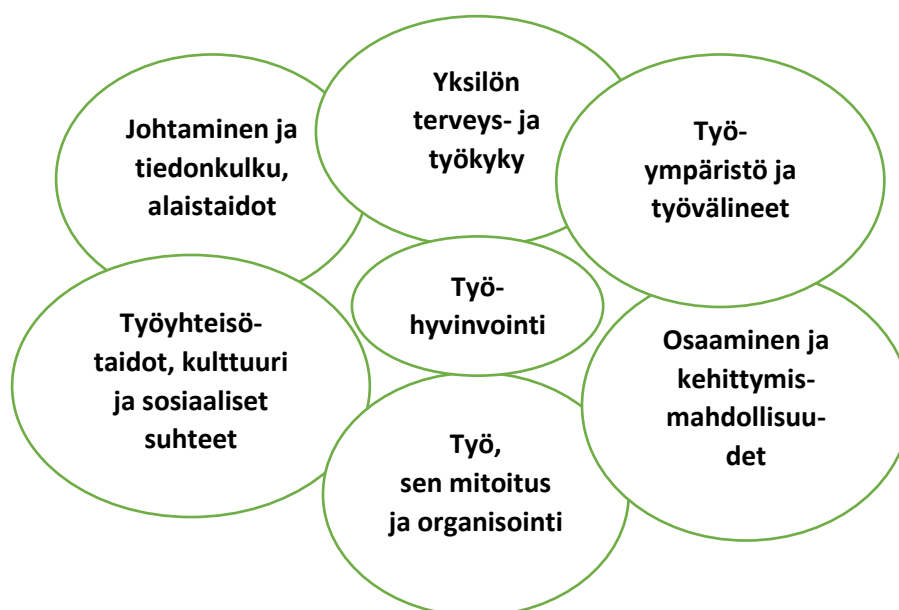 Johtaminen ja
tiedonkulku,
alaistaidot
Yksilön
terveys- ja
työkyky
Työ-
ympäristö ja
työvälineet
Työ-
hyvinvointi
Työyhteisö-
taidot, kulttuuri
ja sosiaaliset
suhteet
Työ,
sen mitoitus
ja organisointi
Osaaminen ja
kehittymis-
mahdollisuu-
det